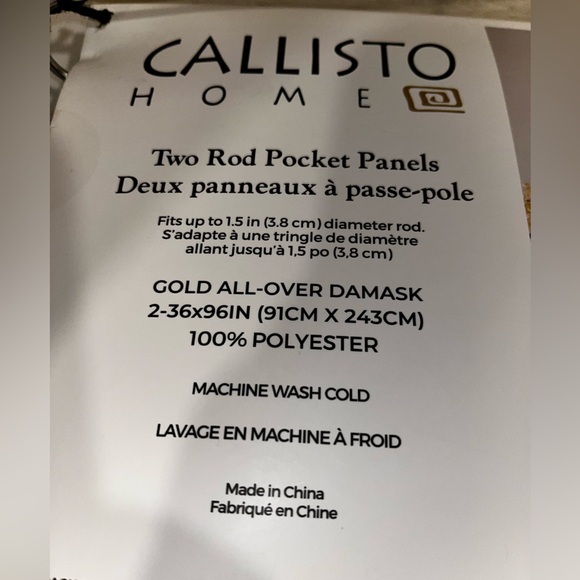 CALLISTO
HOME
Two Rod Pocket Panels
Deux panneaux à passe-pole
Fits up to 1.5 in (3.8 cm) diameter rod.
S'adapte à une tringle de diamètre
allant jusqu'à 1,5 po (3,8 cm)
GOLD ALL-OVER DAMASK
2-36x96IN (91CM X 243CM)
100% POLYESTER
MACHINE WASH COLD
LAVAGE EN MACHINE À FROID
Made in China
Fabriqué en Chine